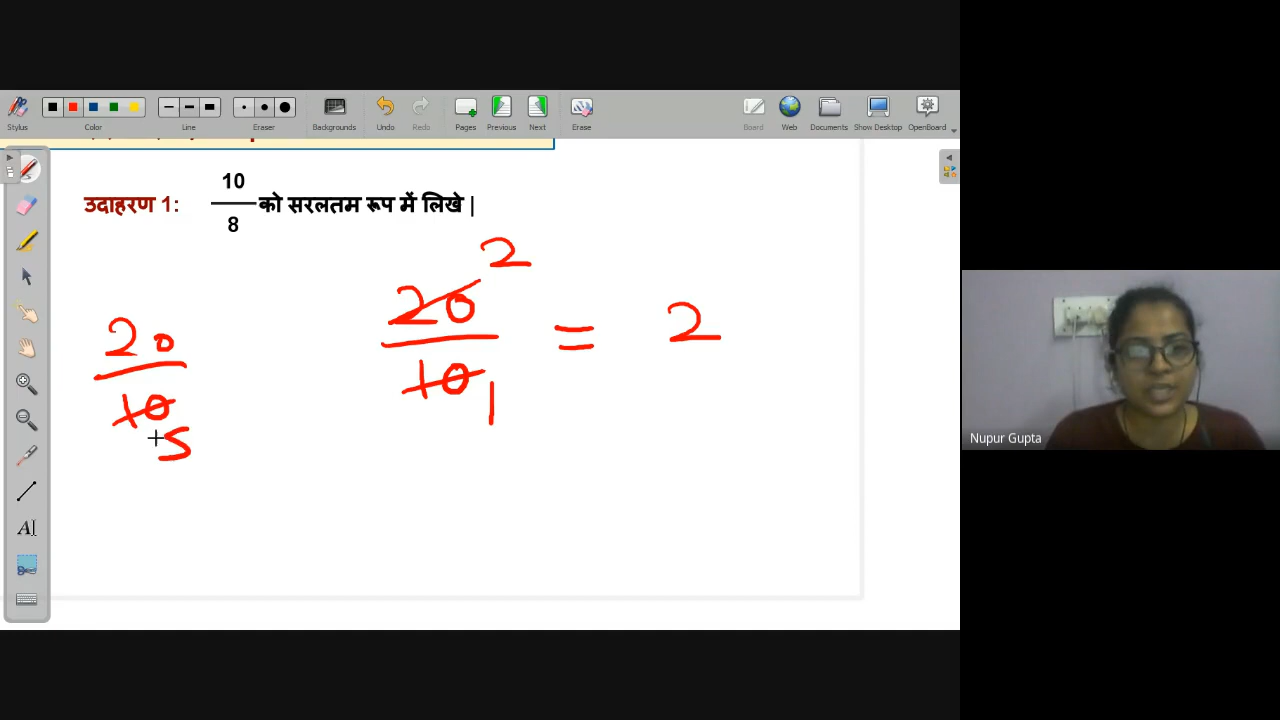 Stylus
Color
Line
Eraser
Backgrounds
Undo
Redo
Pages
Previous
Next
Erase
Board
Web
Documents
Show Desktop
OpenBoard
उदाहरण 1: 10/8 को सरलतम रूप में लिखे |
20/10 5
20/10 2 1 = 2
Nupur Gupta